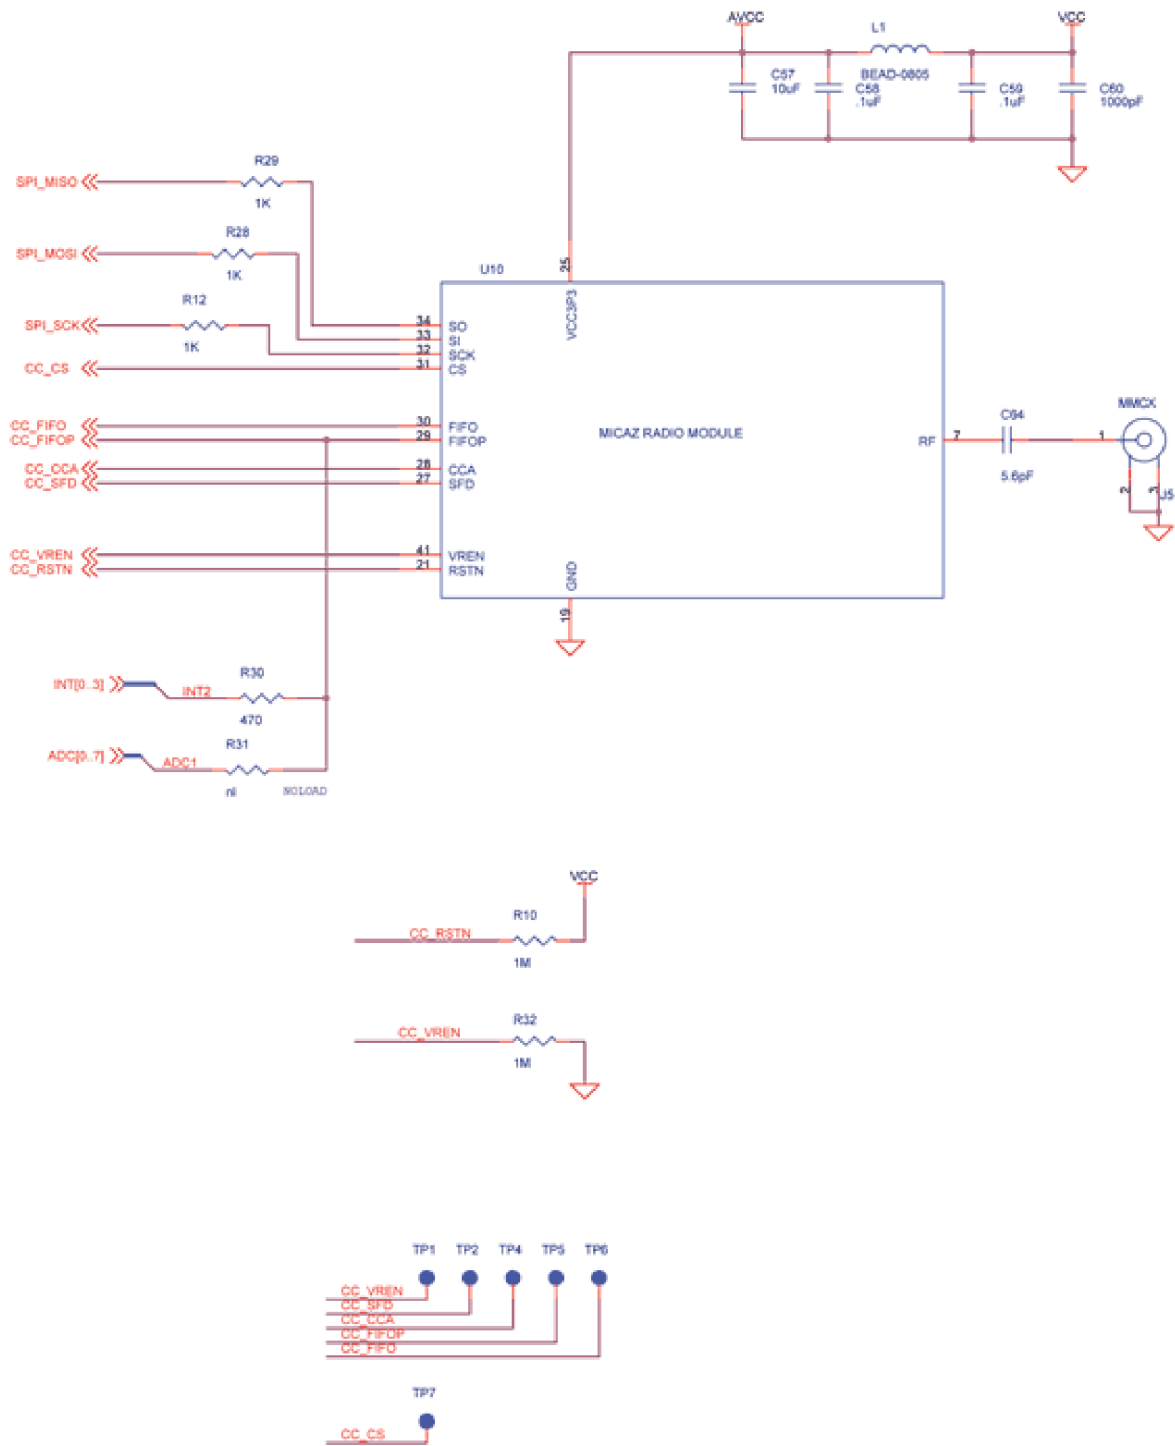 AVCC
L1
VCC
BEAD-0805
C57
10uF
C58
.1uF
C59
.1uF
C60
1000pF
R29
SPI_MISO
1K
R28
SPI_MOSI
1K
R12
SPI_SCK
1K
CC_CS
U10
25
VCC3P3
34 SO
33 SI
32 SCK
31 CS
CC_FIFO 30 FIFO
CC_FIFOP 29 FIFOP
CC_CCA 28 CCA
CC_SFD 27 SFD
MICAZ RADIO MODULE
RF 7
C64
5.6pF
MMCX
1
2
3
J5
CC_VREN 41 VREN
CC_RSTN 21 RSTN
GND
19
R30
INT[0..3] INT2
470
R31
ADC[0..7] ADC1
nl NOLOAD
VCC
R10
CC_RSTN
1M
R32
CC_VREN
1M
TP1 TP2 TP4 TP5 TP6
CC_VREN
CC_SFD
CC_CCA
CC_FIFOP
CC_FIFO
TP7
CC_CS